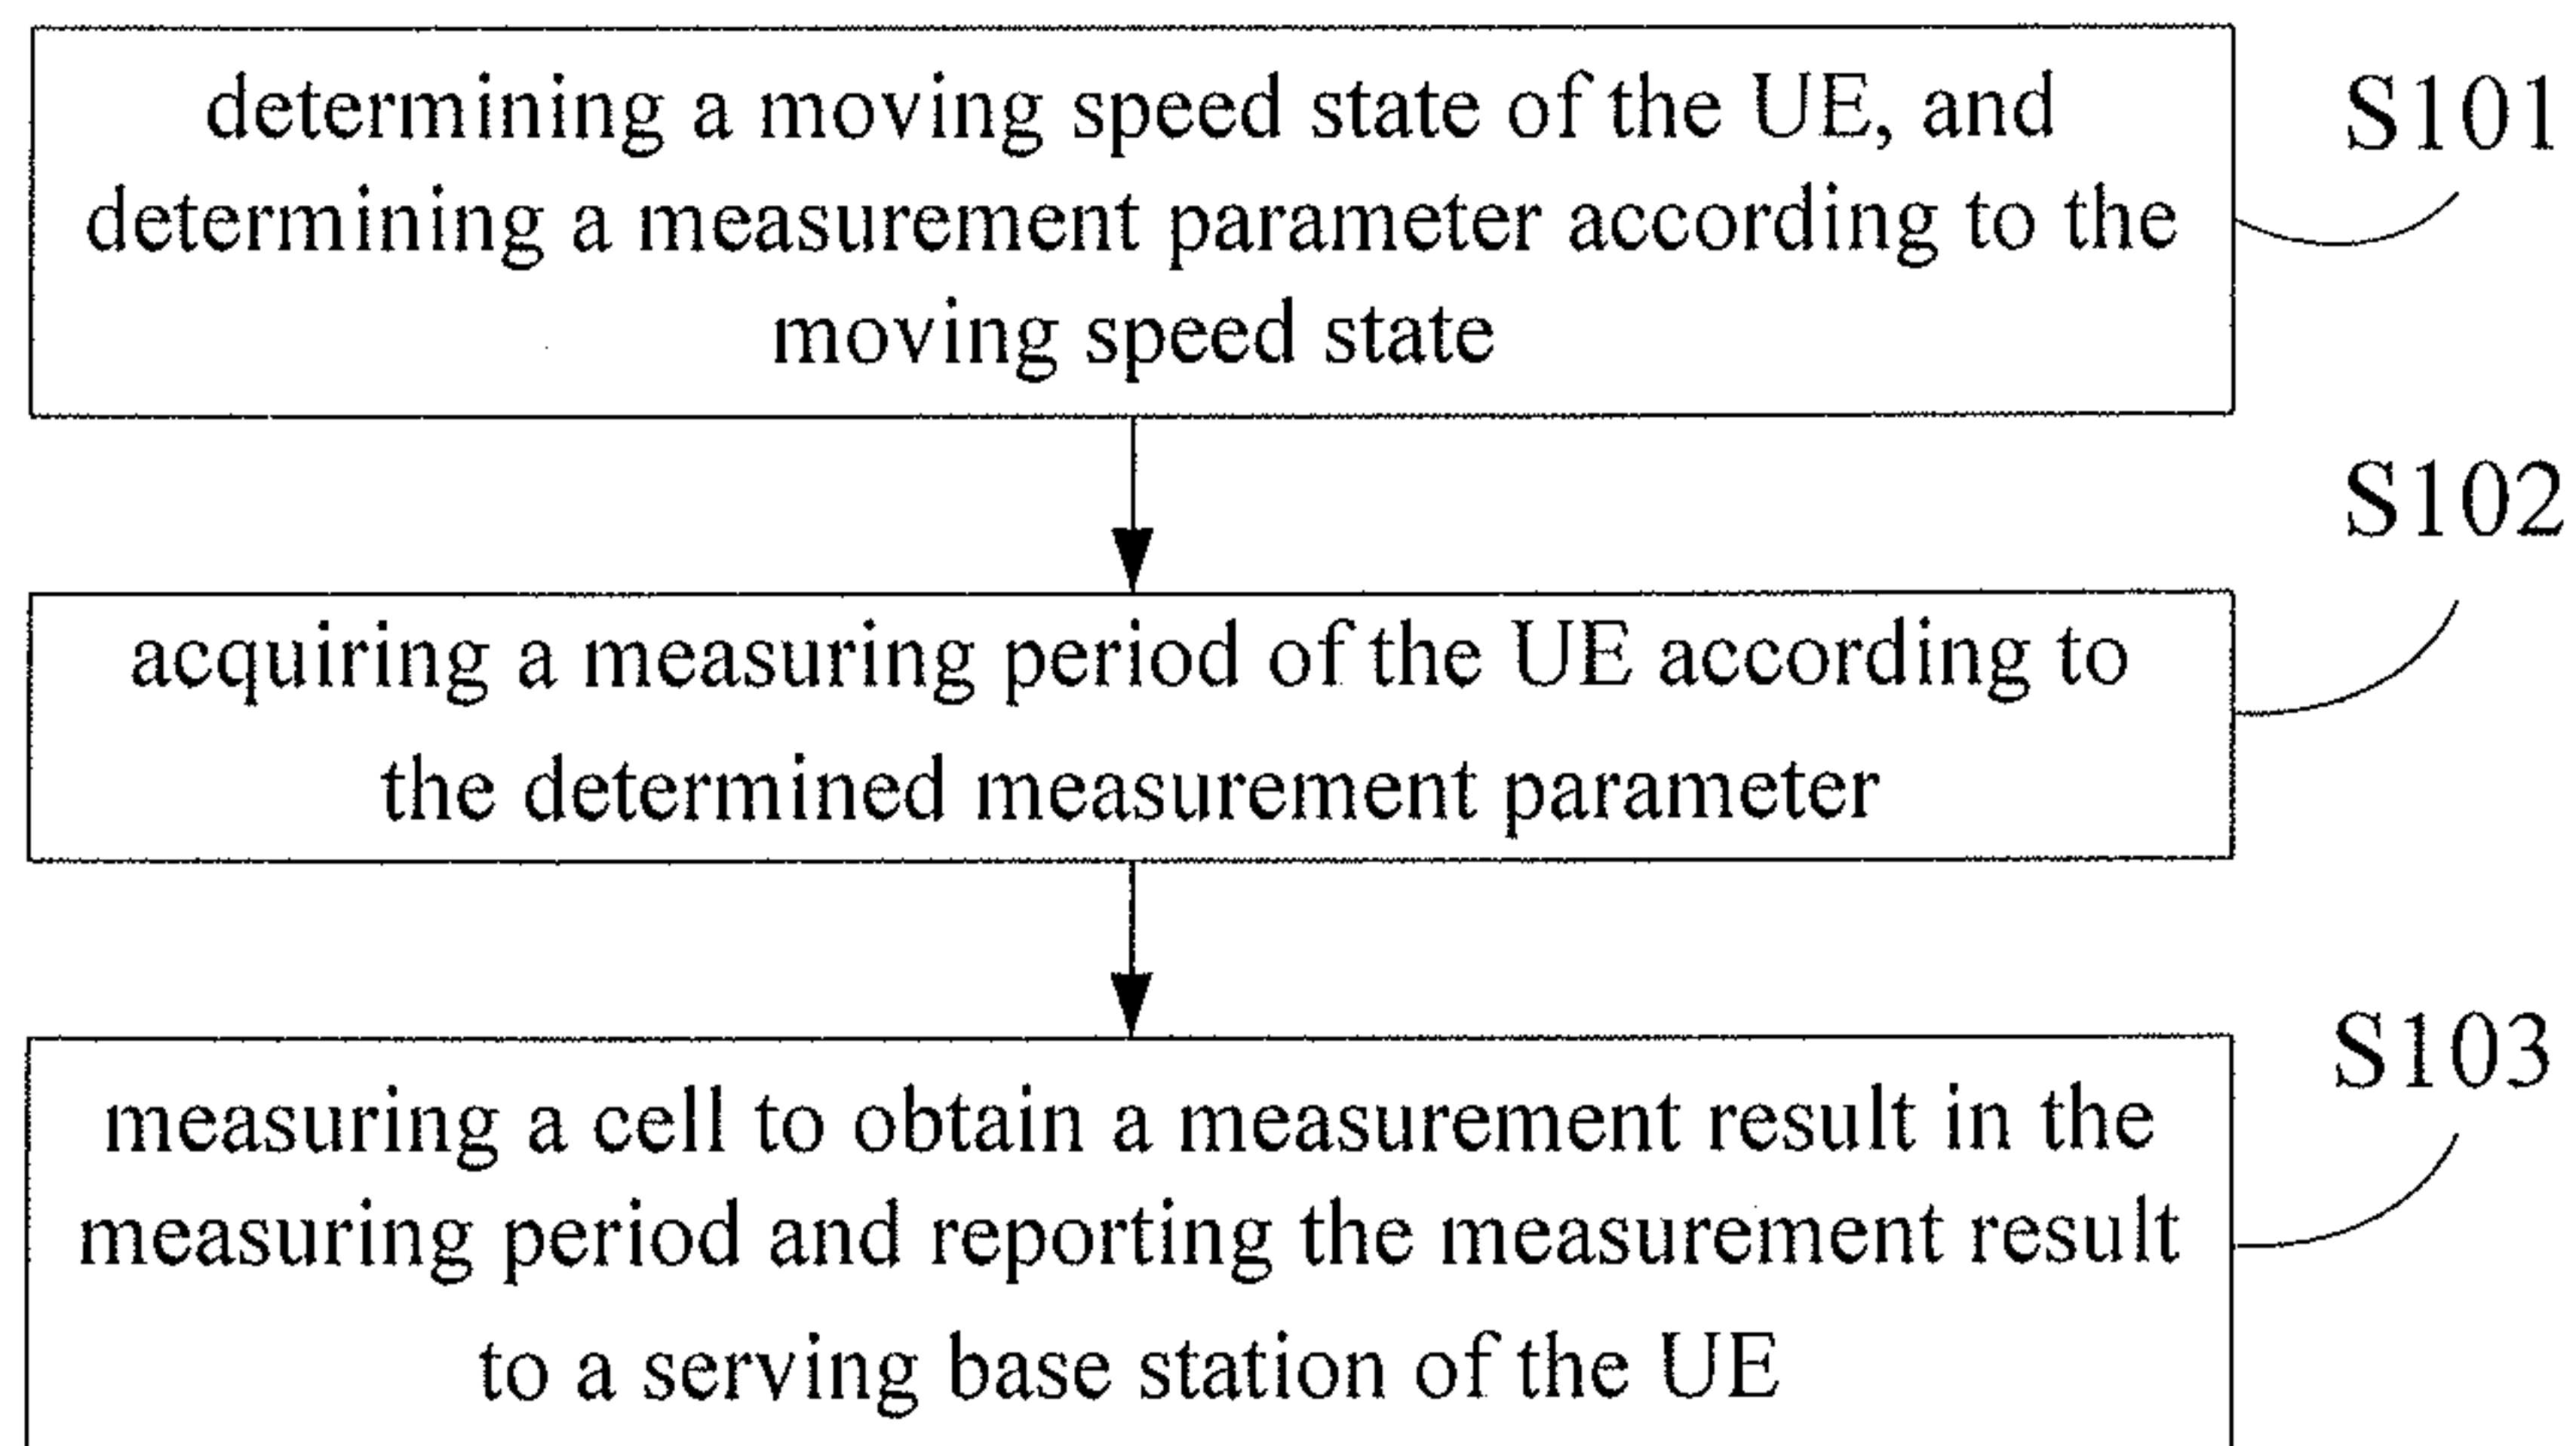 determining a moving speed state of the UE, and
determining a measurement parameter according to the
moving speed state
S101
acquiring a measuring period of the UE according to
the determined measurement parameter
S102
measuring a cell to obtain a measurement result in the
measuring period and reporting the measurement result
to a serving base station of the UE
S103